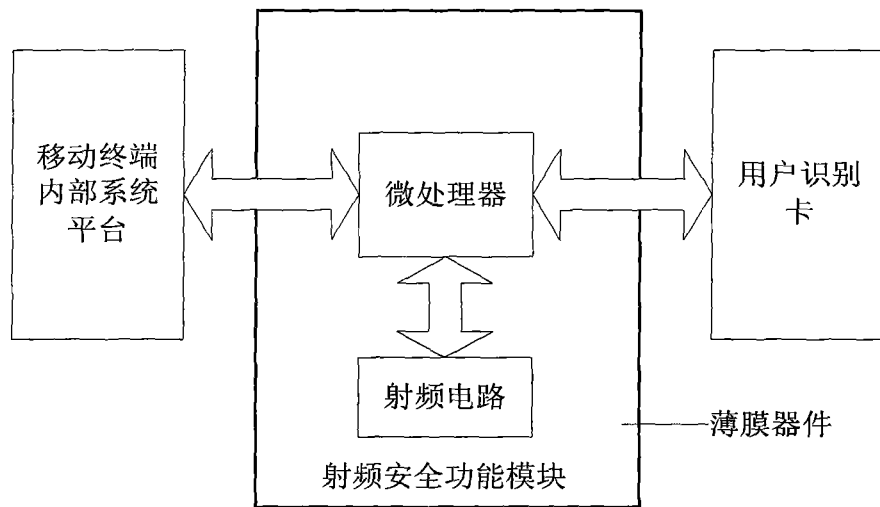 移动终端
内部系统
平台
微处理器
用户识别
卡
射频电路
薄膜器件
射频安全功能模块